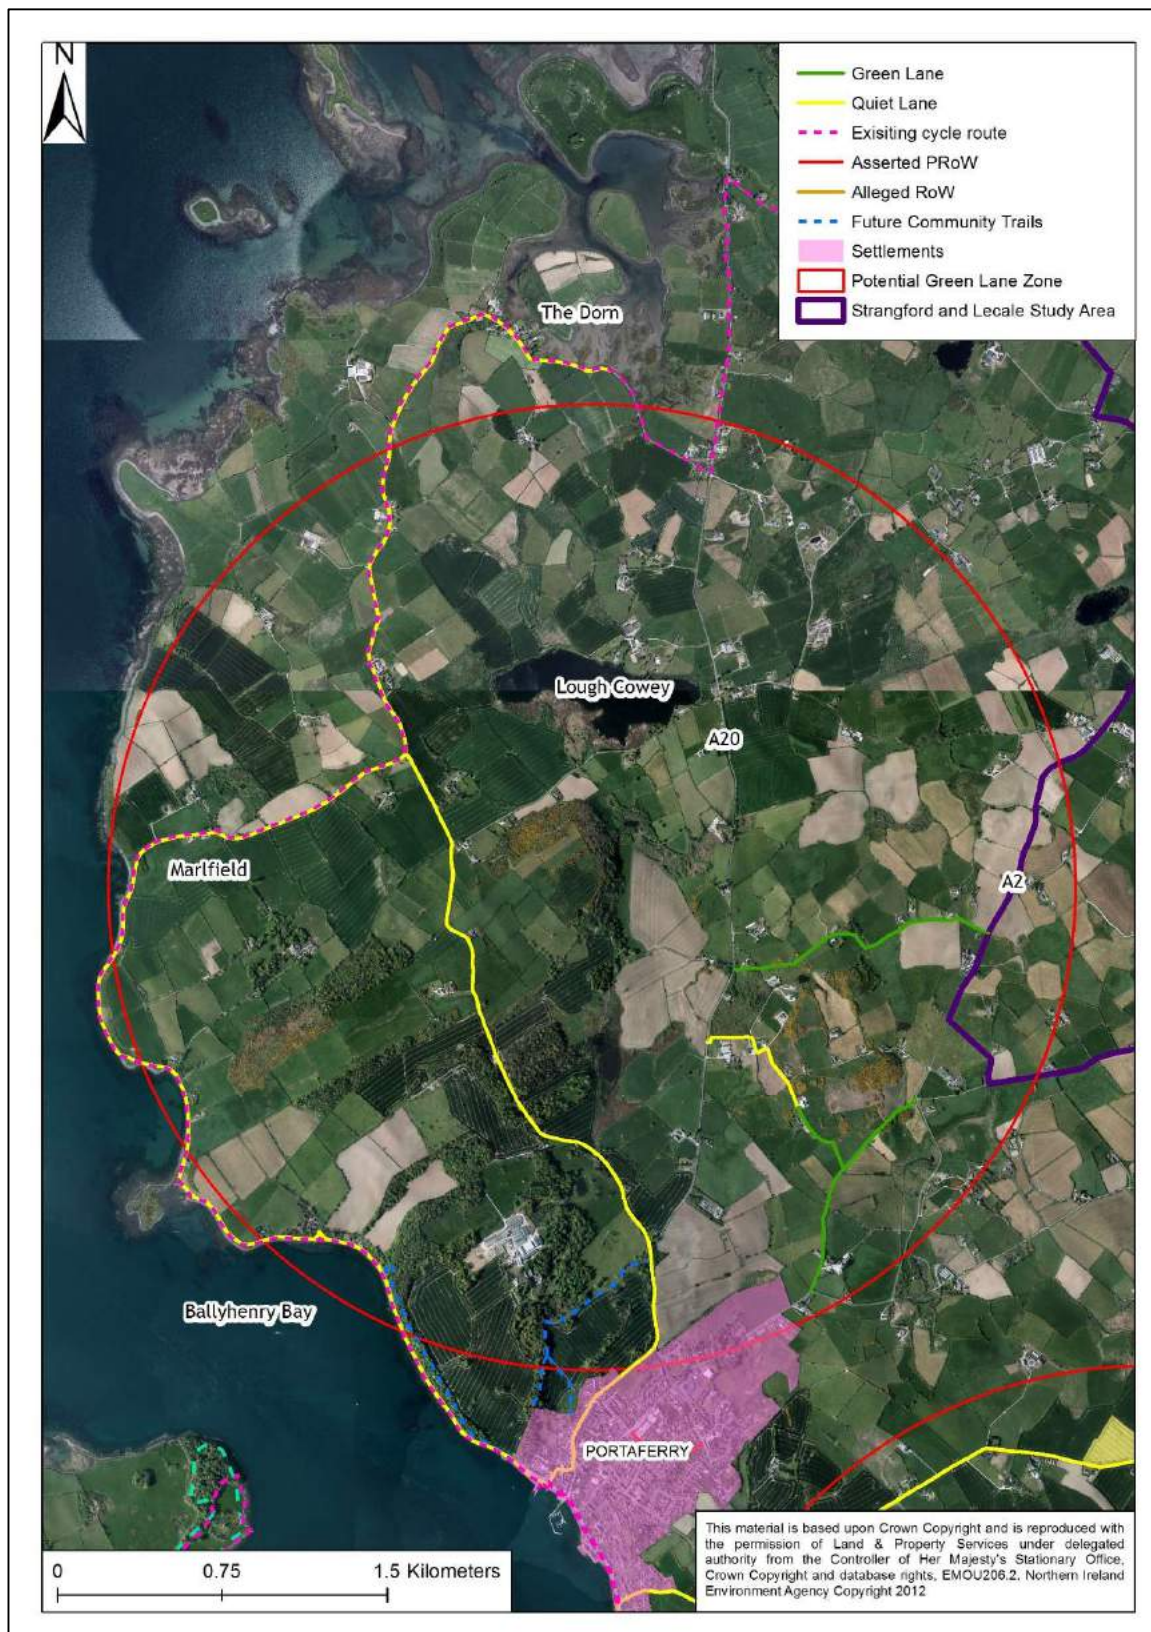 N
Green Lane
Quiet Lane
Exisiting cycle route
Asserted PRoW
Alleged RoW
Future Community Trails
Settlements
Potential Green Lane Zone
Strangford and Lecale Study Area
The Dorn
Lough Cowey
A20
Marlfield
A2
Ballyhenry Bay
PORTAFERRY
0 0.75 1.5 Kilometers
This material is based upon Crown Copyright and is reproduced with
the permission of Land & Property Services under delegated
authority from the Controller of Her Majesty's Stationary Office,
Crown Copyright and database rights, EMOU206.2. Northern Ireland
Environment Agency Copyright 2012